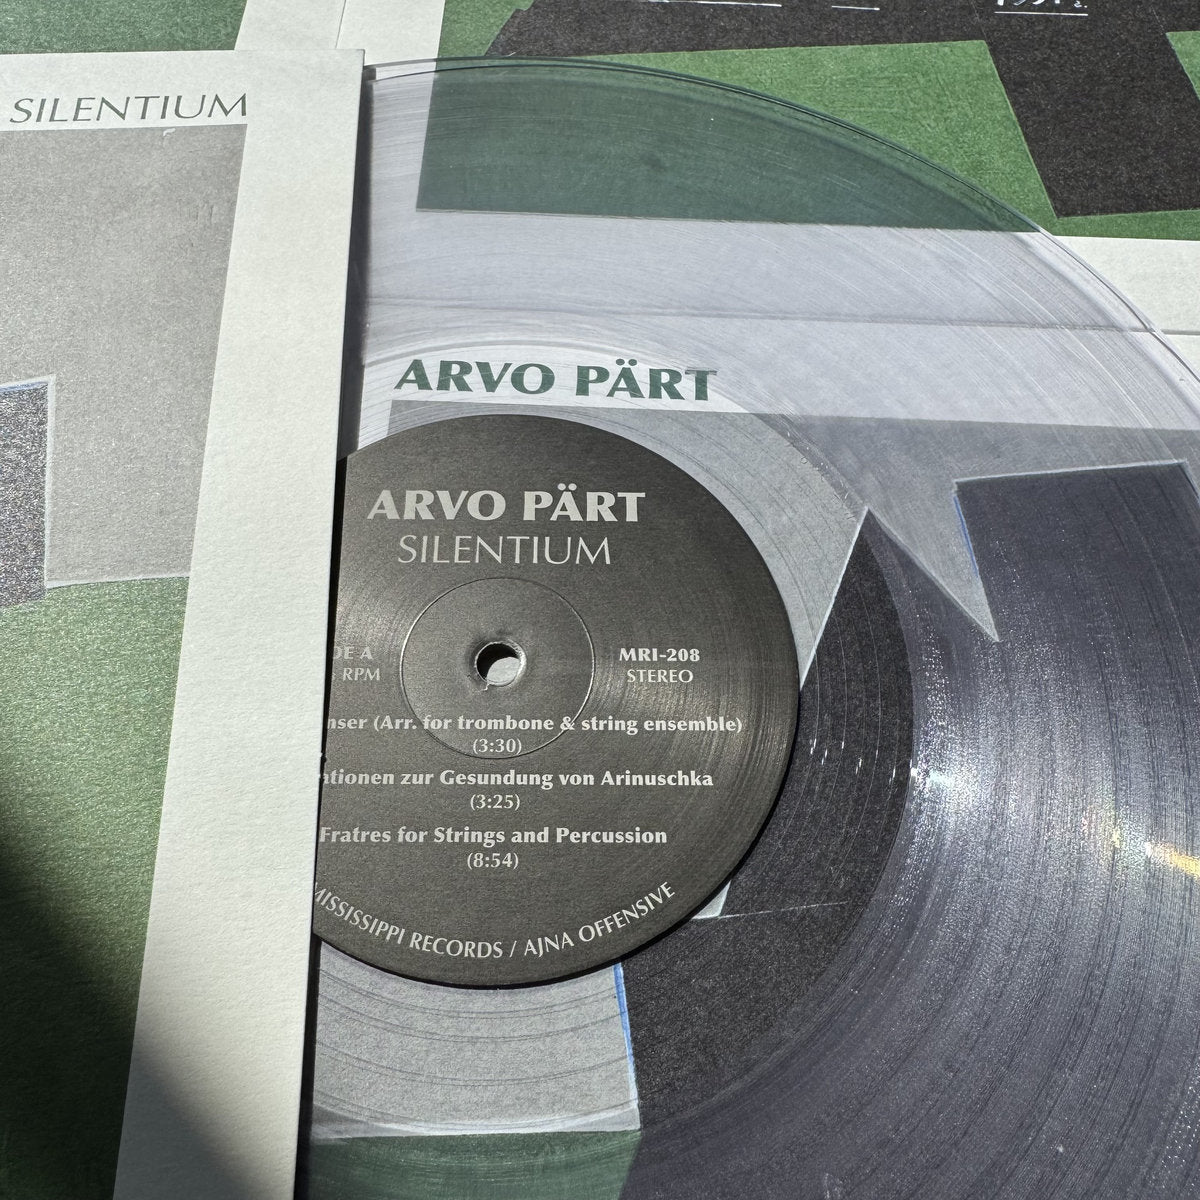 SILENTIUM
ARVO PÄRT
ARVO PÄRT
SILENTIUM
DE A
RPM
MRI-208
STEREO
nser (Arr. for trombone & string ensemble)
(3:30)
ationen zur Gesundung von Arinuschka
(3:25)
Fratres for Strings and Percussion
(8:54)
MISSISSIPPI RECORDS / AJNA OFFENSIVE